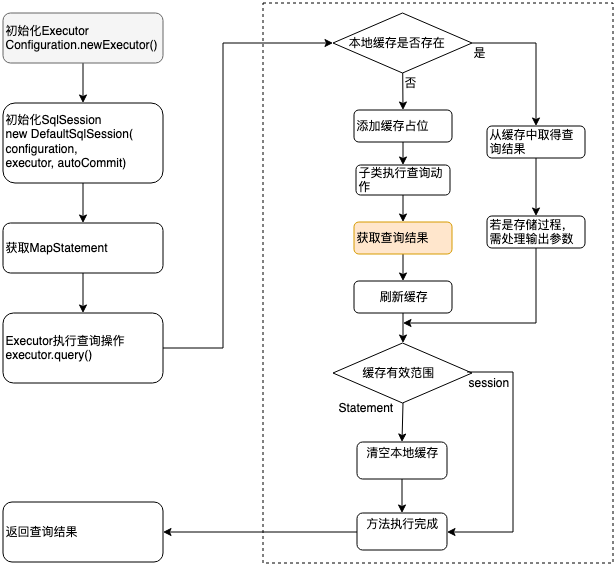 初始化Executor
Configuration.newExecutor()
初始化SqlSession
new DefaultSqlSession(
configuration,
executor, autoCommit)
获取MapStatement
Executor执行查询操作
executor.query()
返回查询结果
本地缓存是否存在
是
否
添加缓存占位
子类执行查询动
作
获取查询结果
刷新缓存
从缓存中取得查
询结果
若是存储过程，
需处理输出参数
缓存有效范围
session
Statement
清空本地缓存
方法执行完成